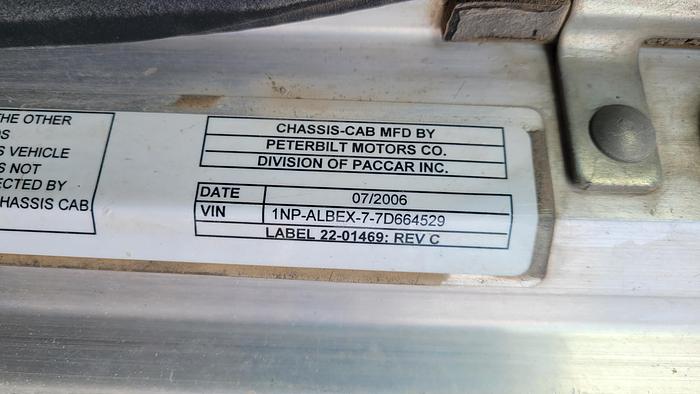 THE OTHER
S VEHICLE
S NOT
ECTED BY
CHASSIS CAB
CHASSIS-CAB MFD BY
PETERBILT MOTORS CO.
DIVISION OF PACCAR INC.
DATE 07/2006
VIN 1NP-ALBEX-7-7D664529
LABEL 22-01469: REV C